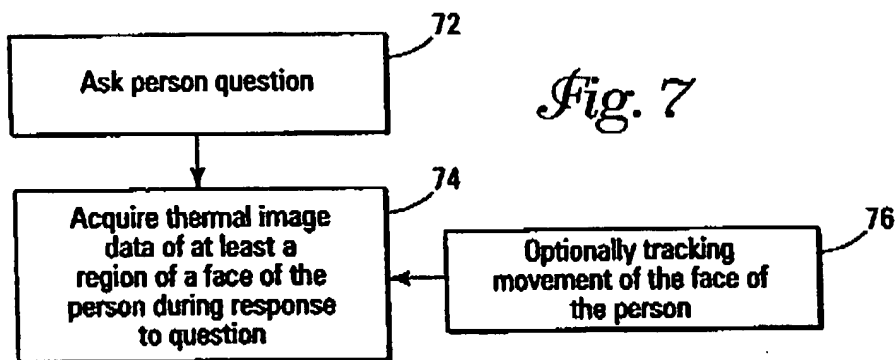 72
Ask person question
Fig. 7
74
Acquire thermal image
data of at least a
region of a face of the
person during response
to question
76
Optionally tracking
movement of the face of
the person